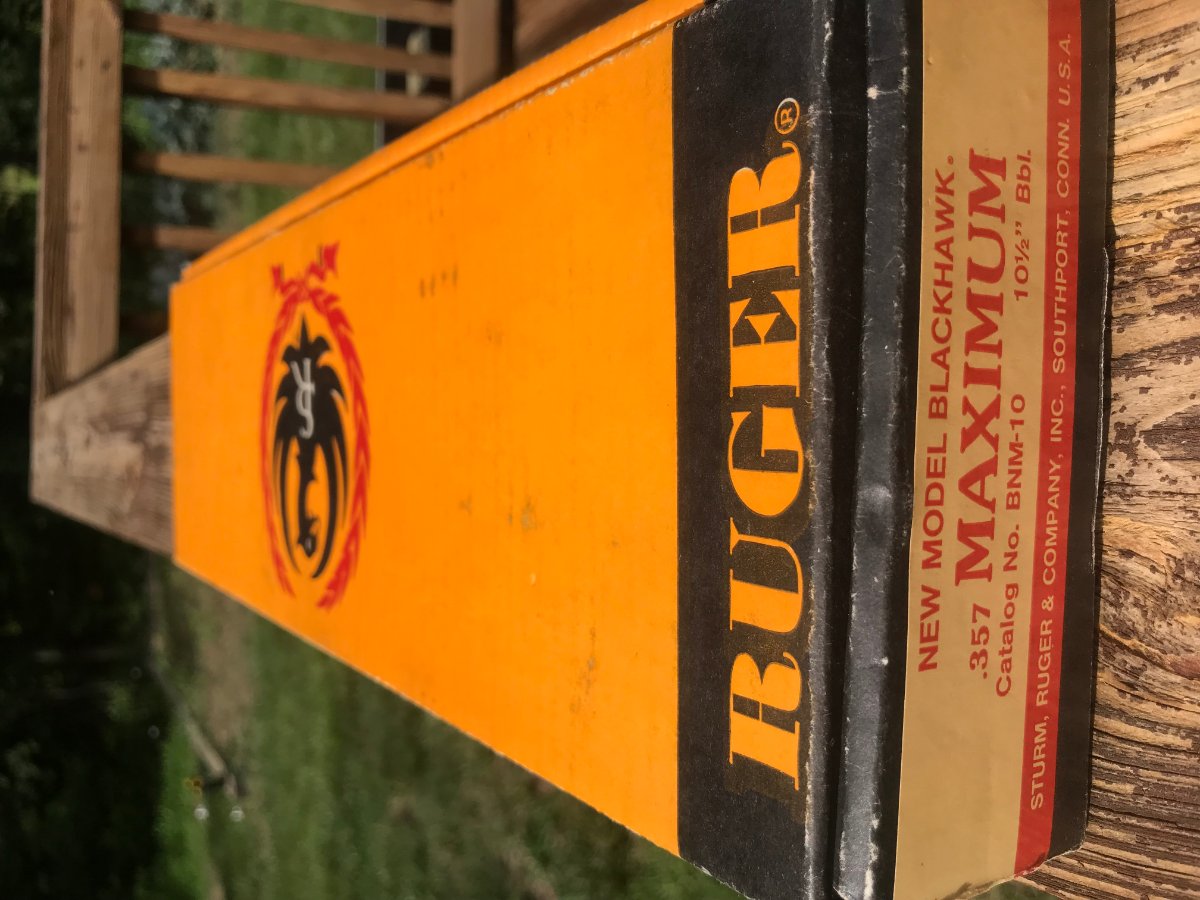 RUGER®
NEW MODEL BLACKHAWK®
.357 MAXIMUM
Catalog No. BNM-10 10½” Bbl.
STURM, RUGER & COMPANY, INC., SOUTHPORT, CONN. U.S.A.